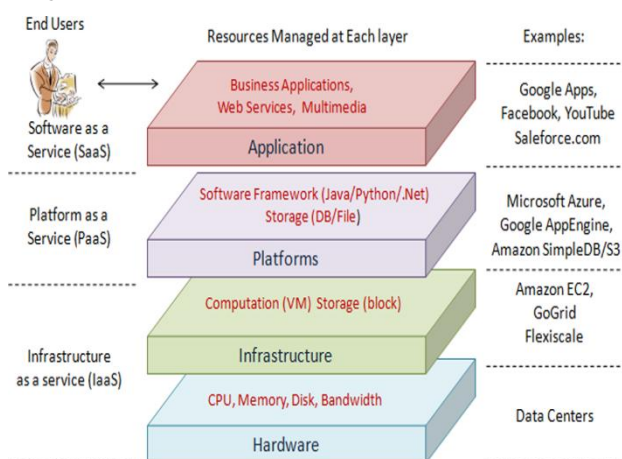 End Users
Resources Managed at Each layer
Examples:
Business Applications,
Web Services, Multimedia
Application
Software as a
Service (SaaS)
Google Apps,
Facebook, YouTube
Saleforce.com
Software Framework (Java/Python/.Net)
Storage (DB/File)
Platforms
Platform as a
Service (PaaS)
Microsoft Azure,
Google AppEngine,
Amazon SimpleDB/S3
Computation (VM) Storage (block)
Infrastructure
Amazon EC2,
GoGrid
Flexiscale
Infrastructure
as a service (IaaS)
CPU, Memory, Disk, Bandwidth
Hardware
Data Centers